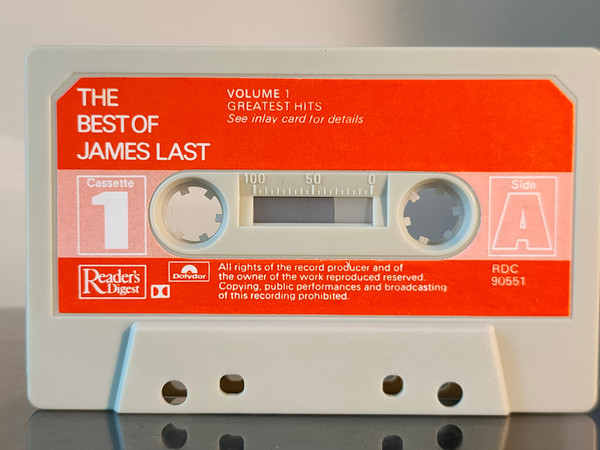 THE
BEST OF
JAMES LAST
VOLUME 1
GREATEST HITS
See inlay card for details
Cassette
1
100 50 0
Side
A
Reader's
Digest
Polydor
All rights of the record producer and of
the owner of the work reproduced reserved.
Copying, public performances and broadcasting
of this recording prohibited.
RDC
90551